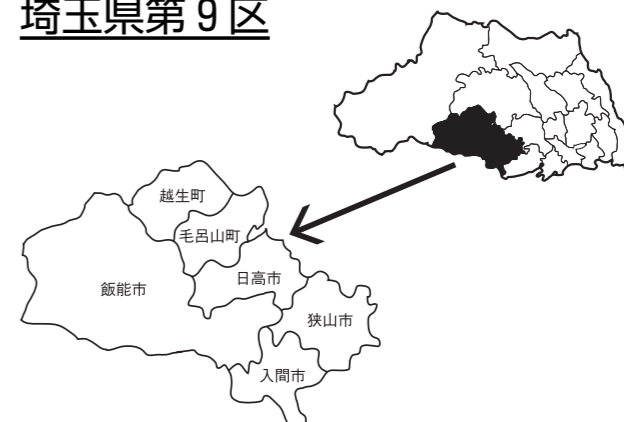 埼玉県第９区
越生町
毛呂山町
日高市
飯能市
狭山市
入間市